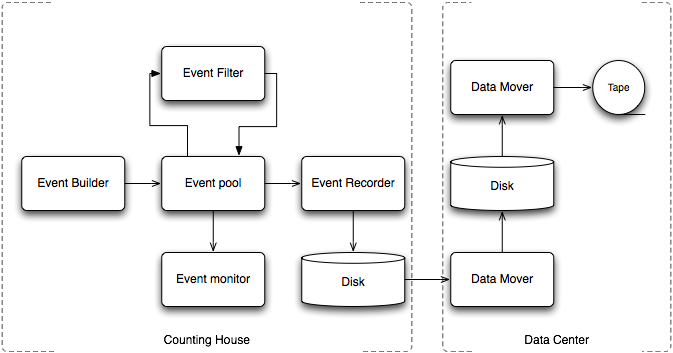 Event Filter
Data Mover
Tape
Event Builder
Event pool
Event Recorder
Disk
Event monitor
Disk
Data Mover
Counting House
Data Center